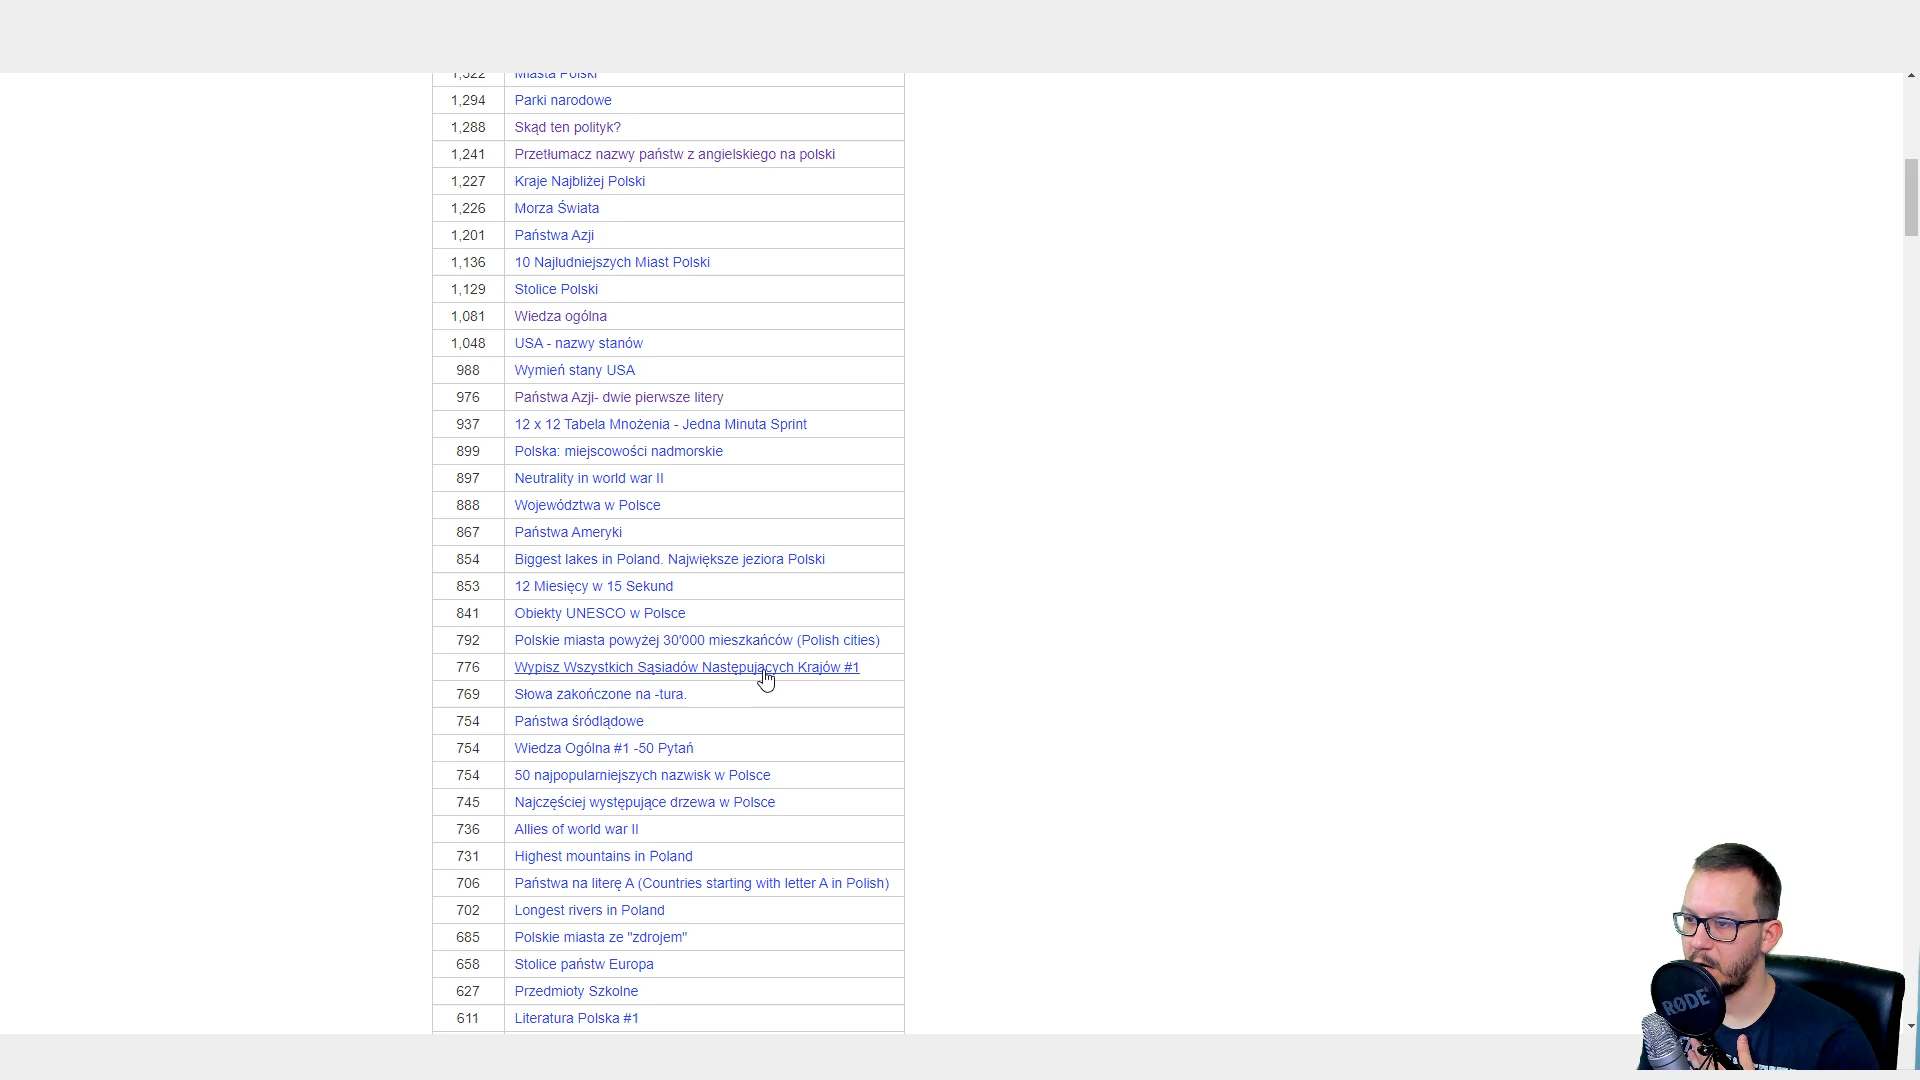 1,322 Miasta Polski
1,294 Parki narodowe
1,288 Skąd ten polityk?
1,241 Przetłumacz nazwy państw z angielskiego na polski
1,227 Kraje Najbliżej Polski
1,226 Morza Świata
1,201 Państwa Azji
1,136 10 Najludniejszych Miast Polski
1,129 Stolice Polski
1,081 Wiedza ogólna
1,048 USA - nazwy stanów
988 Wymień stany USA
976 Państwa Azji- dwie pierwsze litery
937 12 x 12 Tabela Mnożenia - Jedna Minuta Sprint
899 Polska: miejscowości nadmorskie
897 Neutrality in world war II
888 Województwa w Polsce
867 Państwa Ameryki
854 Biggest lakes in Poland. Największe jeziora Polski
853 12 Miesięcy w 15 Sekund
841 Obiekty UNESCO w Polsce
792 Polskie miasta powyżej 30'000 mieszkańców (Polish cities)
776 Wypisz Wszystkich Sąsiadów Następujących Krajów #1
769 Słowa zakończone na -tura.
754 Państwa śródlądowe
754 Wiedza Ogólna #1 -50 Pytań
754 50 najpopularniejszych nazwisk w Polsce
745 Najczęściej występujące drzewa w Polsce
736 Allies of world war II
731 Highest mountains in Poland
706 Państwa na literę A (Countries starting with letter A in Polish)
702 Longest rivers in Poland
685 Polskie miasta ze "zdrojem"
658 Stolice państw Europa
627 Przedmioty Szkolne
611 Literatura Polska #1
RØDE